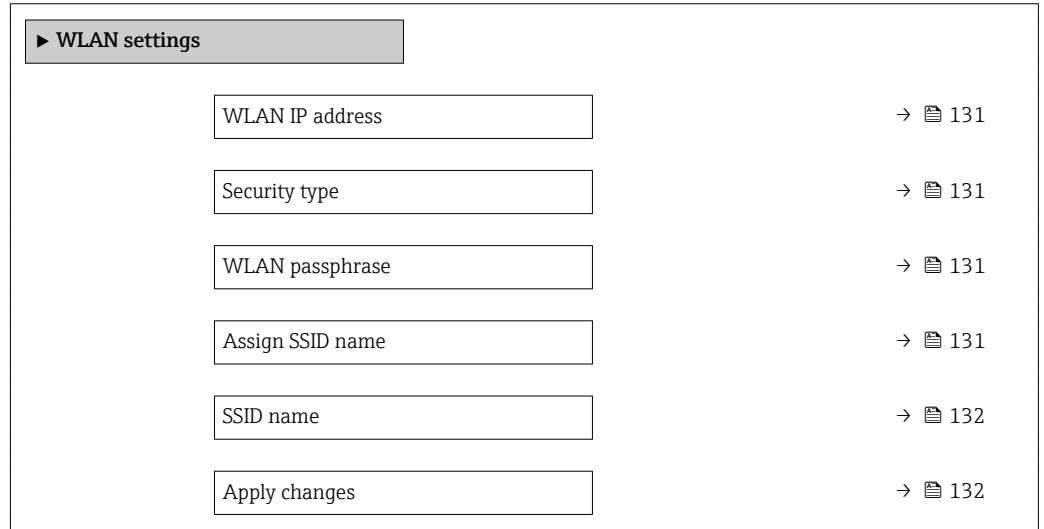 ▶ WLAN settings
WLAN IP address → 131
Security type → 131
WLAN passphrase → 131
Assign SSID name → 131
SSID name → 132
Apply changes → 132